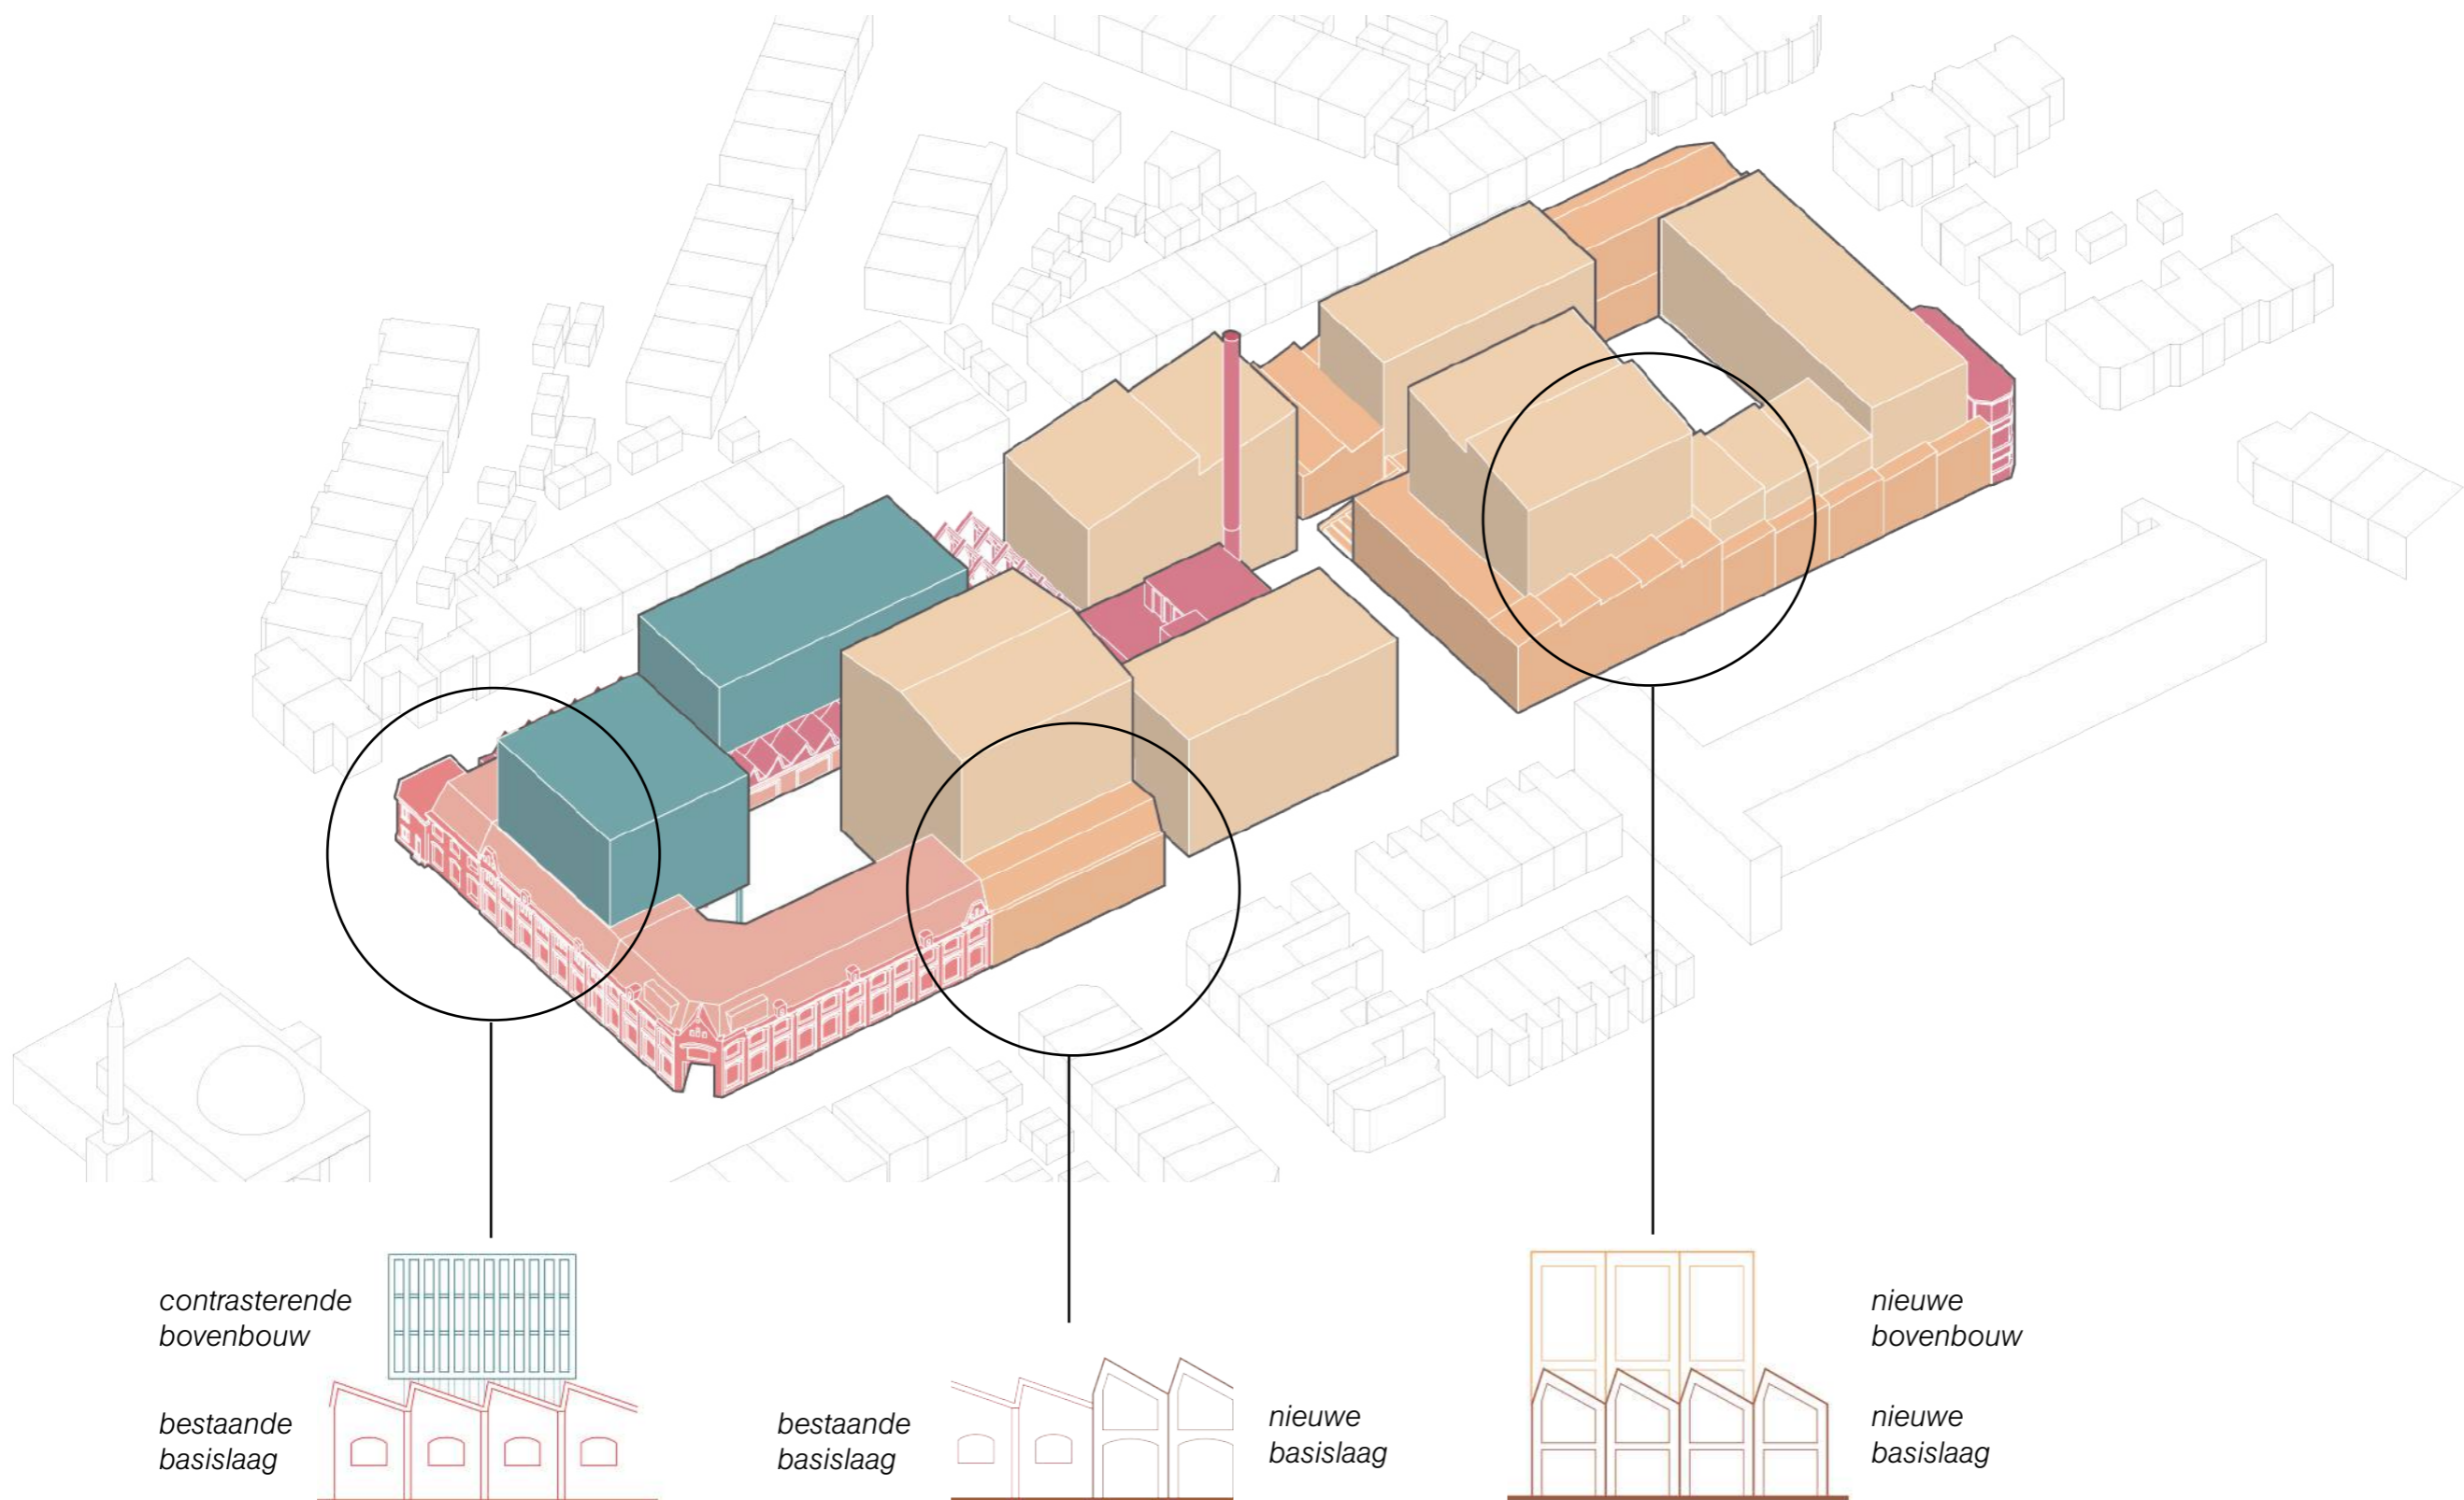 contrasterende
bovenbouw
bestaande
basislaag
bestaande
basislaag
nieuwe
basislaag
nieuwe
bovenbouw
nieuwe
basislaag